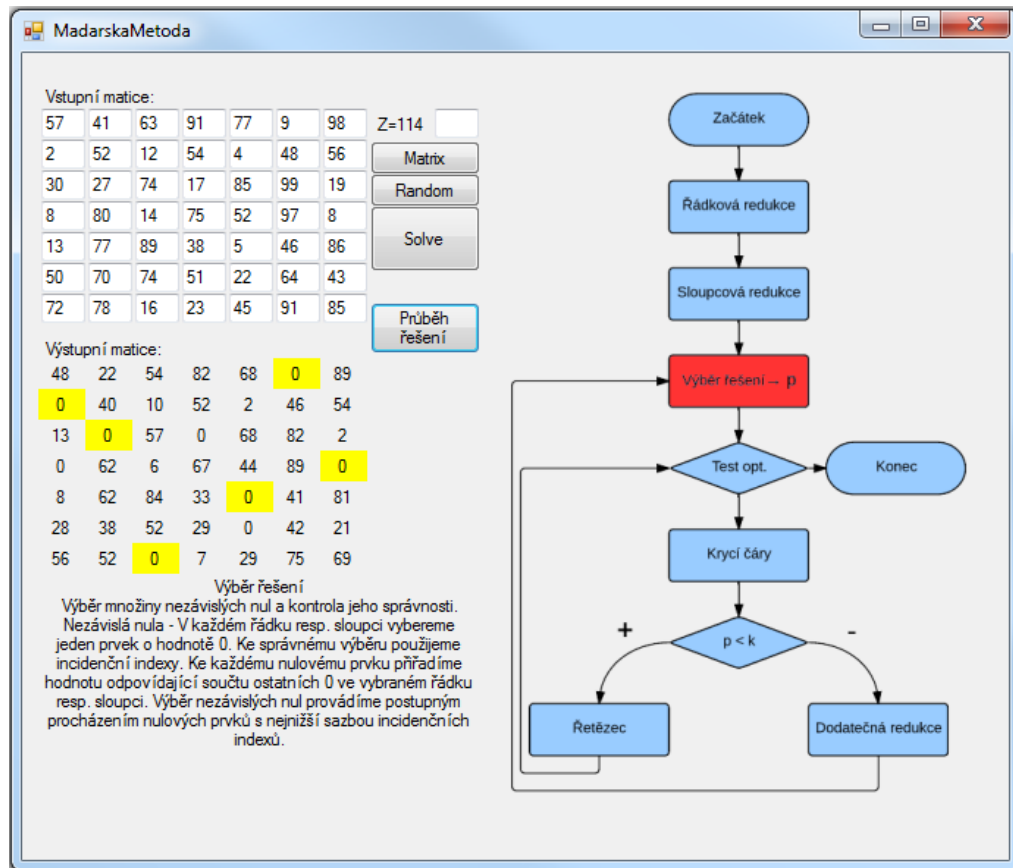 MadarskaMetoda
Vstupní matice:
57 41 63 91 77 9 98 Z=114
2 52 12 54 4 48 56 Matrix
30 27 74 17 85 99 19 Random
8 80 14 75 52 97 8
13 77 89 38 5 46 86 Solve
50 70 74 51 22 64 43
72 78 16 23 45 91 85
Průběh
řešení
Výstupní matice:
48 22 54 82 68 0 89
0 40 10 52 2 46 54
13 0 57 0 68 82 2
0 62 6 67 44 89 0
8 62 84 33 0 41 81
28 38 52 29 0 42 21
56 52 0 7 29 75 69
Výběr řešení
Výběr množiny nezávislých nul a kontrola jeho správnosti.
Nezávislá nula - V každém řádku resp. sloupci vybereme
jeden prvek o hodnotě 0. Ke správnému výběru použijeme
incidenční indexy. Ke každému nulovému prvku přiřadíme
hodnotu odpovídající součtu ostatních 0 ve vybraném řádku
resp. sloupci. Výběr nezávislých nul provádíme postupným
procházením nulových prvků s nejnižší sazbou incidenčních
indexů.
Začátek
Řádková redukce
Sloupcová redukce
Výběr řešení → p
Test opt.
Konec
Krycí čáry
p < k
+
-
Řetězec
Dodatečná redukce